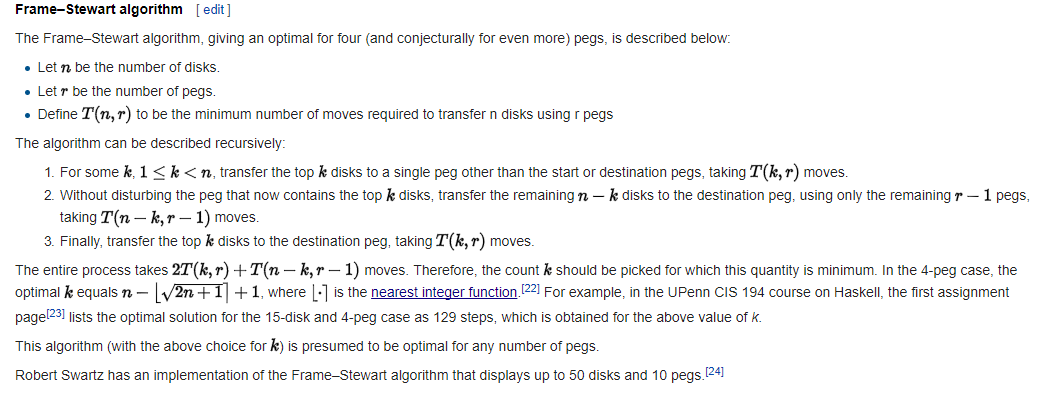 Frame–Stewart algorithm [ edit ]
The Frame–Stewart algorithm, giving an optimal for four (and conjecturally for even more) pegs, is described below:
• Let n be the number of disks.
• Let r be the number of pegs.
• Define T(n, r) to be the minimum number of moves required to transfer n disks using r pegs
The algorithm can be described recursively:
1. For some k, 1 ≤ k < n, transfer the top k disks to a single peg other than the start or destination pegs, taking T(k, r) moves.
2. Without disturbing the peg that now contains the top k disks, transfer the remaining n − k disks to the destination peg, using only the remaining r − 1 pegs,
taking T(n − k, r − 1) moves.
3. Finally, transfer the top k disks to the destination peg, taking T(k, r) moves.
The entire process takes 2T(k, r) + T(n − k, r − 1) moves. Therefore, the count k should be picked for which this quantity is minimum. In the 4-peg case, the
optimal k equals n − ⌊√2n + 1⌉ + 1, where ⌊·⌉ is the nearest integer function.[22] For example, in the UPenn CIS 194 course on Haskell, the first assignment
page[23] lists the optimal solution for the 15-disk and 4-peg case as 129 steps, which is obtained for the above value of k.
This algorithm (with the above choice for k) is presumed to be optimal for any number of pegs.
Robert Swartz has an implementation of the Frame–Stewart algorithm that displays up to 50 disks and 10 pegs.[24]